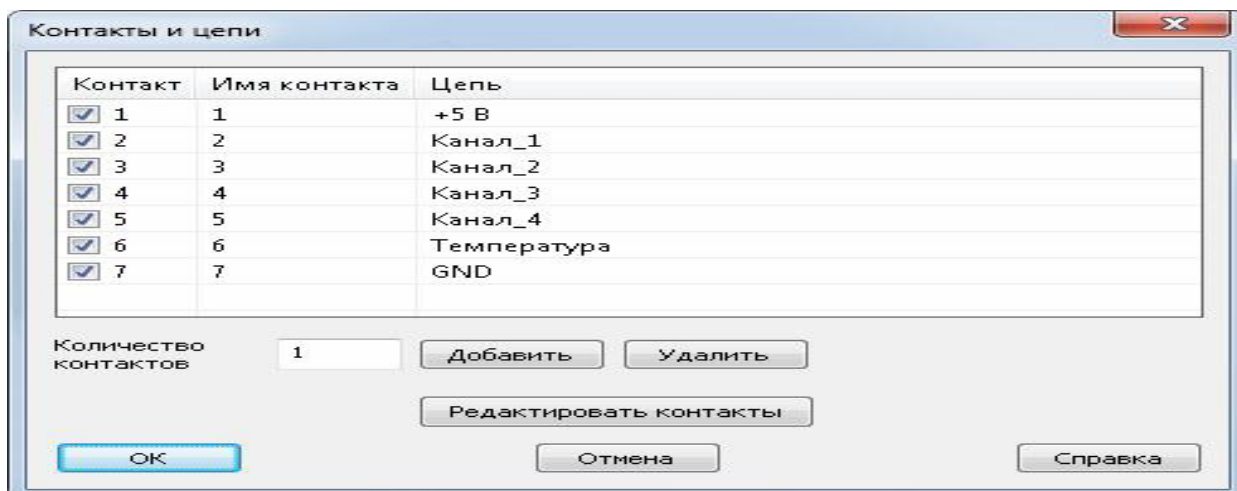 Контакты и цепи
Контакт Имя контакта Цепь
1 1 +5 В
2 2 Канал_1
3 3 Канал_2
4 4 Канал_3
5 5 Канал_4
6 6 Температура
7 7 GND
Количество контактов 1 Добавить Удалить
Редактировать контакты
ОК Отмена Справка